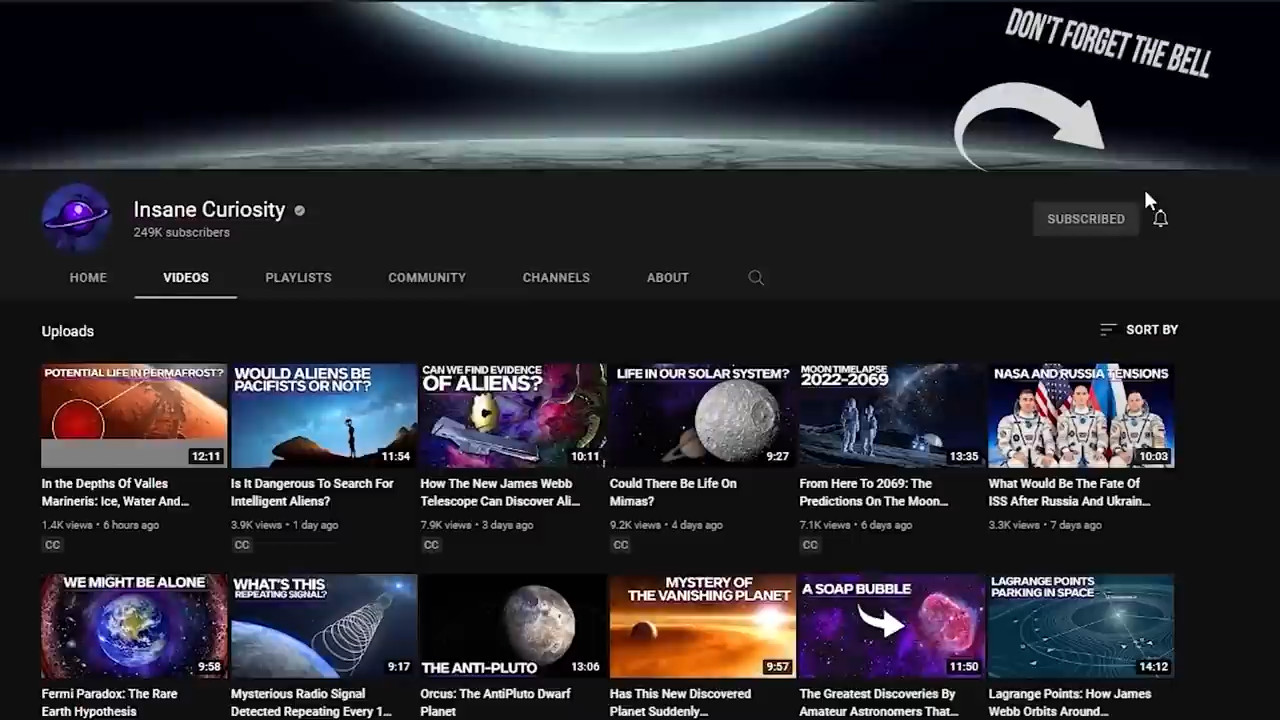 DON'T FORGET THE BELL
Insane Curiosity
249K subscribers
SUBSCRIBED
HOME VIDEOS PLAYLISTS COMMUNITY CHANNELS ABOUT
Uploads
SORT BY
POTENTIAL LIFE IN PERMAFROST?
12:11
WOULD ALIENS BE
PACIFISTS OR NOT?
11:54
CAN WE FIND EVIDENCE
OF ALIENS?
10:11
LIFE IN OUR SOLAR SYSTEM?
9:27
MOON TIMELAPSE
2022-2069
13:35
NASA AND RUSSIA TENSIONS
10:03
In the Depths Of Valles
Marineris: Ice, Water And...
1.4K views • 6 hours ago
CC
Is It Dangerous To Search For
Intelligent Aliens?
3.9K views • 1 day ago
CC
How The New James Webb
Telescope Can Discover Ali...
7.9K views • 3 days ago
CC
Could There Be Life On
Mimas?
9.2K views • 4 days ago
CC
From Here To 2069: The
Predictions On The Moon...
7.1K views • 6 days ago
CC
What Would Be The Fate Of
ISS After Russia And Ukrain...
3.3K views • 7 days ago
WE MIGHT BE ALONE
9:58
WHAT'S THIS
REPEATING SIGNAL?
9:17
THE ANTI-PLUTO
13:06
MYSTERY OF
THE VANISHING PLANET
9:57
A SOAP BUBBLE
11:50
LAGRANGE POINTS
PARKING IN SPACE
14:12
Fermi Paradox: The Rare
Earth Hypothesis
Mysterious Radio Signal
Detected Repeating Every 1...
Orcus: The AntiPluto Dwarf
Planet
Has This New Discovered
Planet Suddenly...
The Greatest Discoveries By
Amateur Astronomers That...
Lagrange Points: How James
Webb Orbits Around...